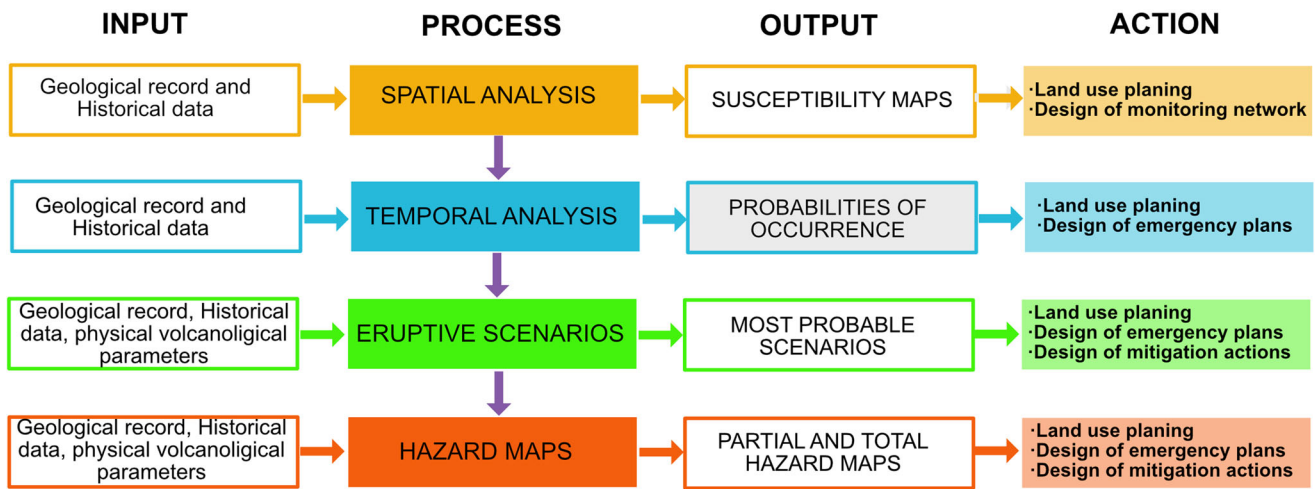 INPUT
PROCESS
OUTPUT
ACTION
Geological record and
Historical data
SPATIAL ANALYSIS
SUSCEPTIBILITY MAPS
·Land use planing
·Design of monitoring network
Geological record and
Historical data
TEMPORAL ANALYSIS
PROBABILITIES OF
OCCURRENCE
·Land use planing
·Design of emergency plans
Geological record, Historical
data, physical volcanoligical
parameters
ERUPTIVE SCENARIOS
MOST PROBABLE
SCENARIOS
·Land use planing
·Design of emergency plans
·Design of mitigation actions
Geological record, Historical
data, physical volcanoligical
parameters
HAZARD MAPS
PARTIAL AND TOTAL
HAZARD MAPS
·Land use planing
·Design of emergency plans
·Design of mitigation actions